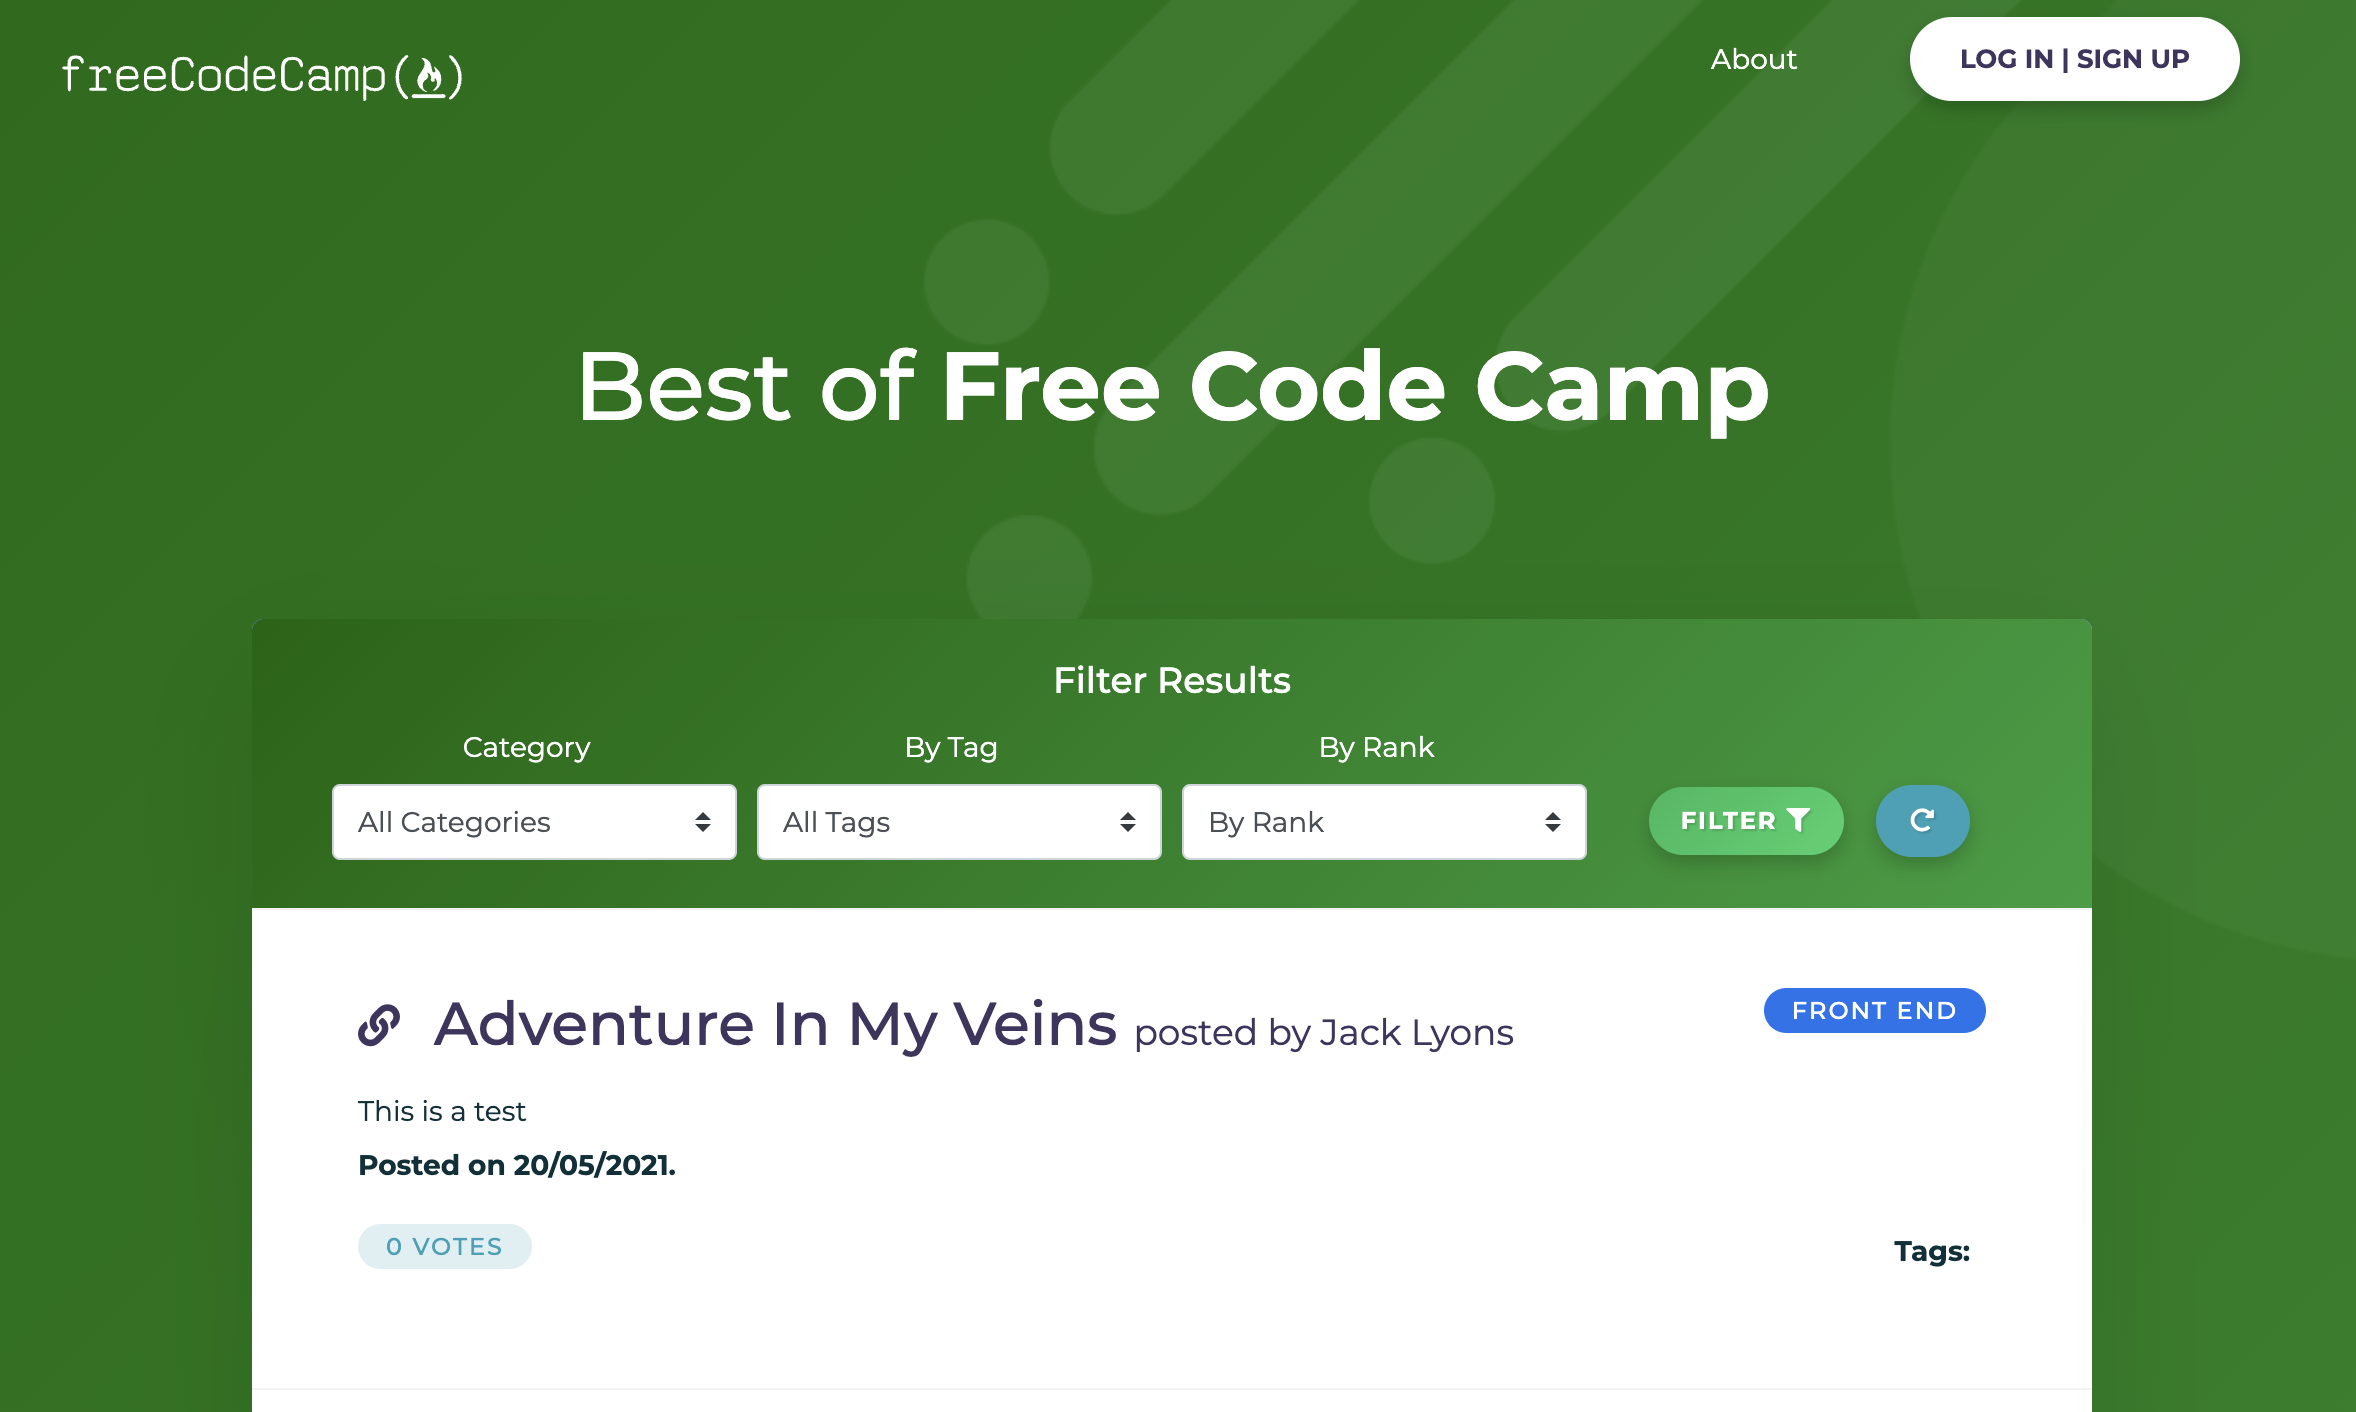 freeCodeCamp(🔥)
About
LOG IN | SIGN UP
Best of Free Code Camp
Filter Results
Category
By Tag
By Rank
All Categories
All Tags
By Rank
FILTER
Adventure In My Veins posted by Jack Lyons
FRONT END
This is a test
Posted on 20/05/2021.
0 VOTES
Tags: